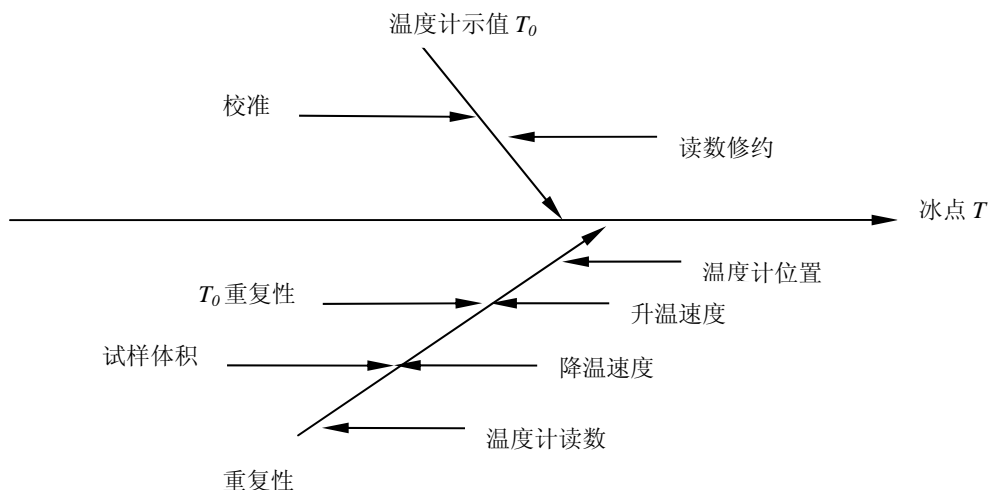 温度计示值 T₀
校准
读数修约
冰点 T
温度计位置
T₀ 重复性
升温速度
试样体积
降温速度
温度计读数
重复性